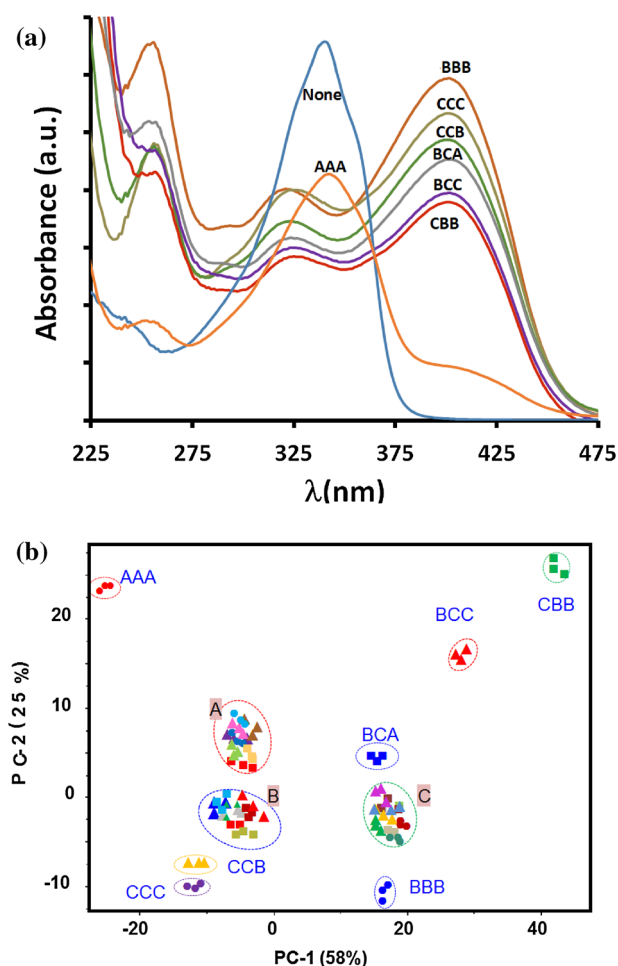 (a)
Absorbance (a.u.)
None
AAA
BBB
CCC
CCB
BCA
BCC
CBB
225 275 325 375 425 475
λ(nm)
(b)
PC-2 (25%)
20
10
0
-10
AAA
CBB
BCC
A
BCA
B
C
CCB
CCC
BBB
-20 0 20 40
PC-1 (58%)